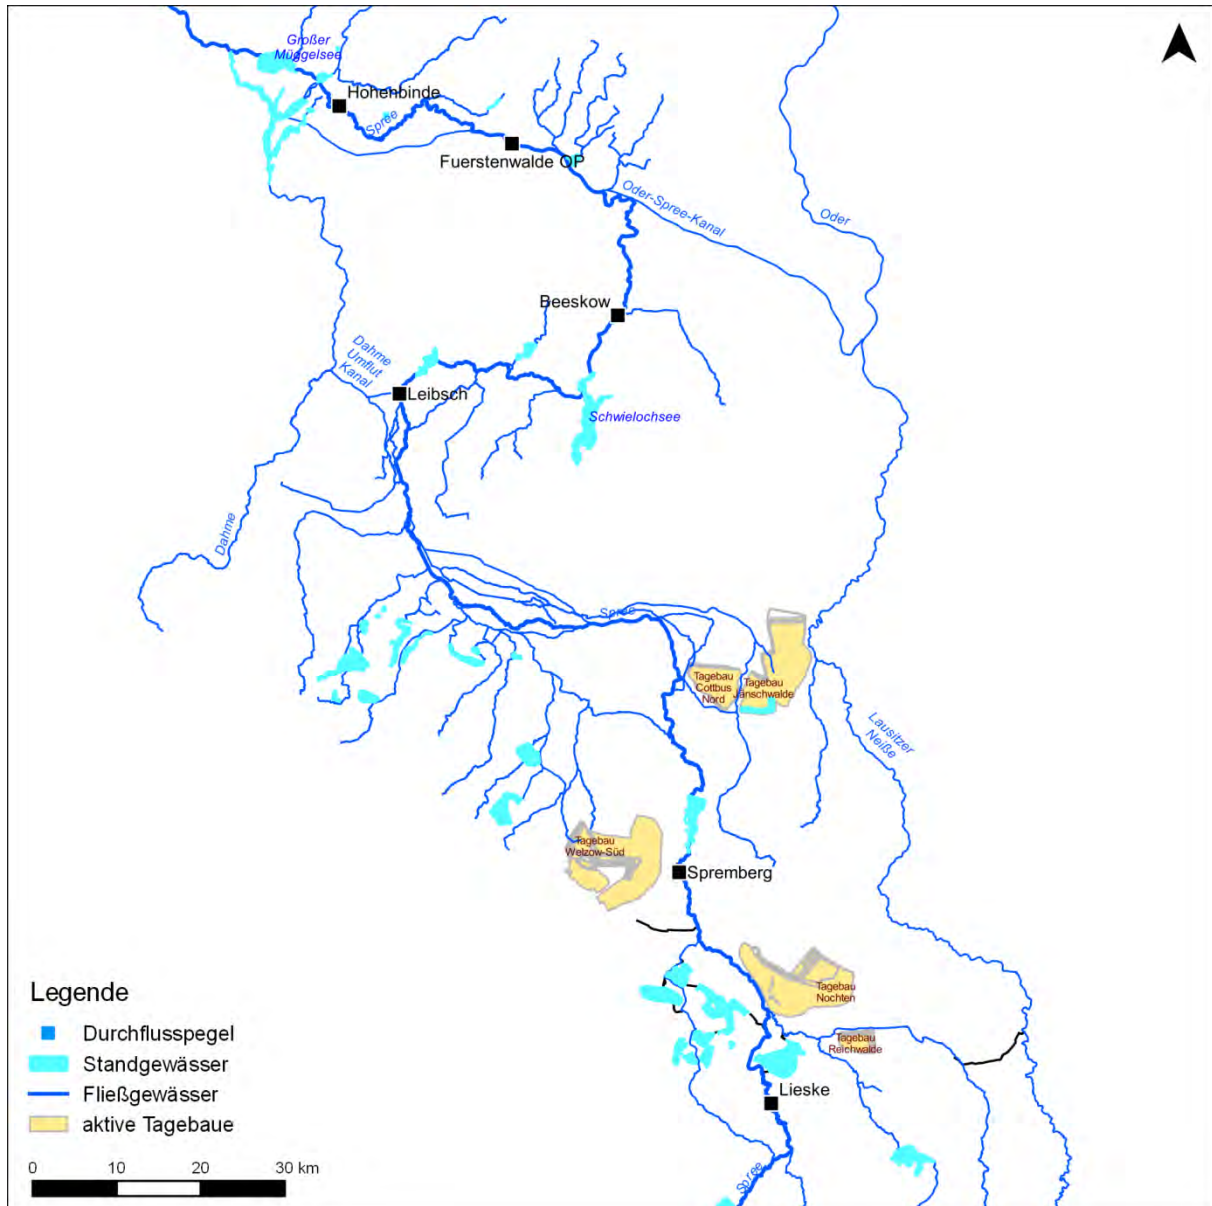 Großer
Müggelsee
Hohenbinde
Spree
Fuerstenwalde OP
Oder-Spree-Kanal
Oder
Beeskow
Dahme
Umflut
Kanal
Leibsch
Schwielochsee
Dahme
Spree
Tagebau
Cottbus
Nord
Tagebau
Jänschwalde
Lausitzer
Neiße
Tagebau
Welzow-Süd
Spremberg
Tagebau
Nochten
Tagebau
Reichwalde
Lieske
Spree
Legende
Durchflusspegel
Standgewässer
Fließgewässer
aktive Tagebaue
0 10 20 30 km